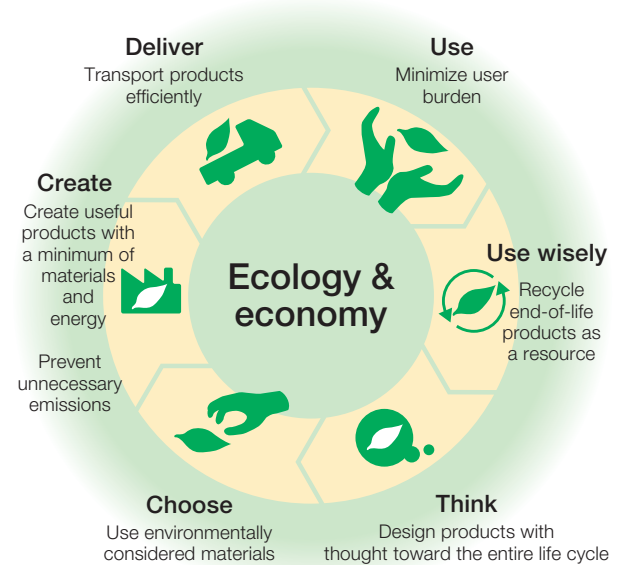 Deliver
Transport products
efficiently
Use
Minimize user
burden
Create
Create useful
products with
a minimum of
materials
and
energy
Prevent
unnecessary
emissions
Ecology &
economy
Use wisely
Recycle
end-of-life
products as
a resource
Choose
Use environmentally
considered materials
Think
Design products with
thought toward the entire life cycle